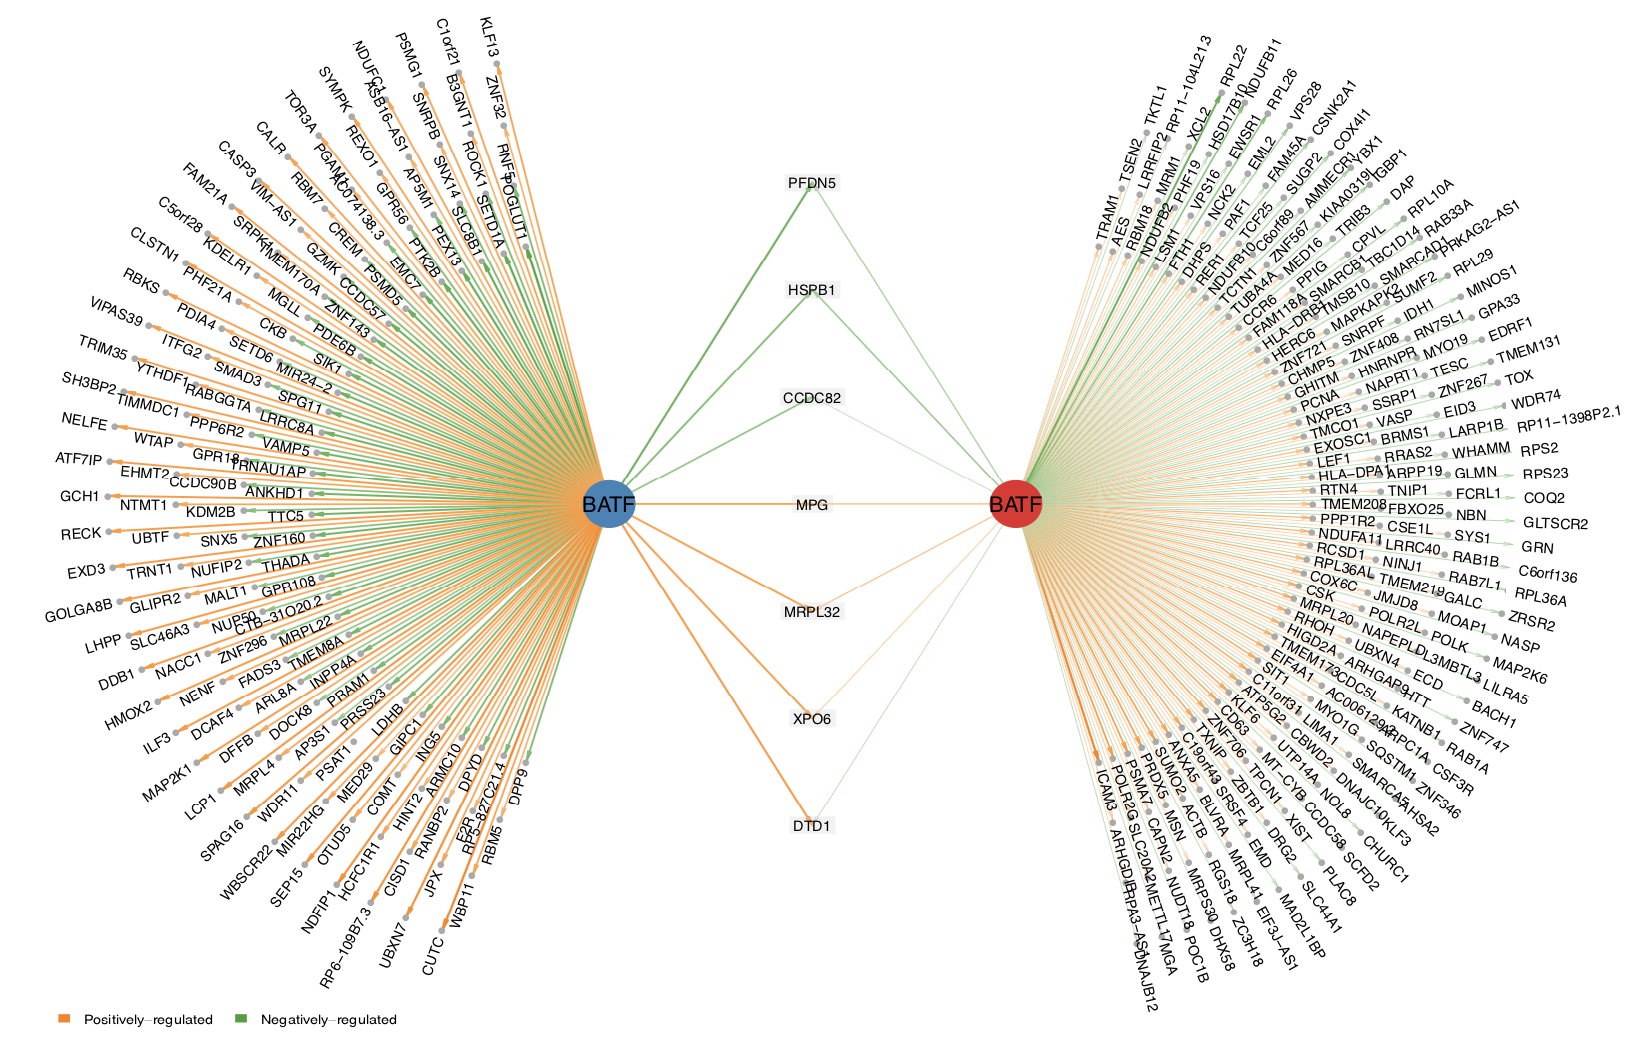 KLF13
C1orf21
ZNF32
PSMG1
B3GNT1
RNF5
NDUFC1
SNRPB
ROCK1
POGLUT1
ASB16-AS1
SNX14
SETD1A
SYMPK
AP5M1
SLC8B1
REXO1
PEX13
TOR3A
GPR56
PTK2B
PGAM1
AC074138.3
EMC7
CALR
RBM7
CREM
PSMD5
CASP3
VIM-AS1
GZMK
CCDC57
FAM21A
SRPK1
TMEM170A
ZNF143
C5orf28
KDELR1
MGLL
PDE6B
CLSTN1
PHF21A
CKB
SIK1
RBKS
PDIA4
SETD6
MIR24-2
VIPAS39
ITFG2
SMAD3
SPG11
TRIM35
YTHDF1
RABGGTA
LRRC8A
SH3BP2
TIMMDC1
PPP6R2
VAMP5
NELFE
WTAP
GPR18
TRNAU1AP
ATF7IP
EHMT2
CCDC90B
ANKHD1
GCH1
NTMT1
KDM2B
TTC5
RECK
UBTF
SNX5
ZNF160
EXD3
TRNT1
NUFIP2
THADA
GOLGA8B
GLIPR2
MALT1
GPR108
LHPP
SLC46A3
NUP50
CTB-31O20.2
DDB1
NACC1
ZNF296
MRPL22
HMOX2
NENF
FADS3
TMEM8A
ILF3
DCAF4
ARL8A
INPP4A
MAP2K1
DFFB
DOCK8
PRAM1
LCP1
MRPL4
AP3S1
PRSS23
SPAG16
WDR11
PSAT1
LDHB
WBSCR22
MIR22HG
MED29
GIPC1
SEP15
OTUD5
COMT
ING5
NDFIP1
HCFC1R1
HINT2
ARMC10
RP6-109B7.3
CISD1
RANBP2
DPYD
UBXN7
JPX
F2R
RP5-827C21.4
CUTC
WBP11
RBM5
DPP9
BATF
PFDN5
HSPB1
CCDC82
MPG
MRPL32
XPO6
DTD1
BATF
TRAM1
TSEN2
TKTL1
AES
LRRFIP2
RP11-104L21.3
RBM18
MRM1
XCL2
RPL22
NDUFB2
PHF19
HSD17B10
NDUFB11
LSM1
VPS16
EWSR1
RPL26
FTH1
NCK2
EML2
VPS28
DHPS
PAF1
FAM45A
CSNK2A1
RER1
TCF25
SUGP2
COX4I1
NDUFB10
C6orf89
AMMECR1
YBX1
TCTN1
ZNF567
KIAA0319L
IGBP1
TUBA4A
MED16
TRIB3
DAP
CCR6
PPIG
CPVL
RPL10A
FAM118A
SMARCB1
TBC1D14
RAB33A
HLA-DRB1
TMSB10
SMARCAD1
PRKAG2-AS1
HERC6
MAPKAPK2
SUMF2
RPL29
ZNF721
SNRPF
IDH1
MINOS1
CHMP5
ZNF408
RN7SL1
GPA33
GHITM
HNRNPR
MYO19
EDRF1
PCNA
NAPRT1
TESC
TMEM131
NXPE3
SSRP1
ZNF267
TOX
TMCO1
VASP
EID3
WDR74
EXOSC1
BRMS1
LARP1B
RP11-1398P2.1
LEF1
RRAS2
WHAMM
RPS2
HLA-DPA1
ARPP19
GLMN
RPS23
RTN4
TNIP1
FCRL1
COQ2
TMEM208
FBXO25
NBN
GLTSCR2
PPP1R2
CSE1L
SYS1
GRN
NDUFA11
LRRC40
RAB1B
C6orf136
RCSD1
NINJ1
RAB7L1
RPL36A
RPL36AL
TMEM219
GALC
ZRSR2
COX6C
JMJD8
MOAP1
NASP
CSK
POLR2L
POLK
MAP2K6
MRPL20
NAPEPLD
L3MBTL3
LILRA5
RHOH
UBXN4
ECD
BACH1
HIGD2A
ARHGAP9
HTT
ZNF747
TMEM173
CDC5L
KATNB1
RAB1A
EIF4A1
AC006129.2
ARPC1A
CSF3R
SIT1
MYO1G
SQSTM1
ZNF346
C11orf31
LIMA1
SMARCA5
AHSA2
ATP5G2
CBWD2
DNAJC10
KLF3
KLF6
UTP14A
NOL8
CHURC1
CD63
MT-CYB
CCDC58
SCFD2
ZNF706
TPCN1
XIST
PLAC8
TXNIP
ZBTB1
DRG2
SLC44A1
C19orf43
SRSF4
EMD
MAD2L1BP
ANXA5
BLVRA
MRPL41
EIF3J-AS1
SUMO2
ACTB
RGS18
ZC3H18
PRDX5
MSN
MRPS30
DHX58
PSMA7
CAPN2
NUDT18
POC1B
POLR2G
SLC20A2
METTL17
MGA
ICAM3
ARHGDIB
RPA3-AS1
DNAJB12
Positively-regulated
Negatively-regulated